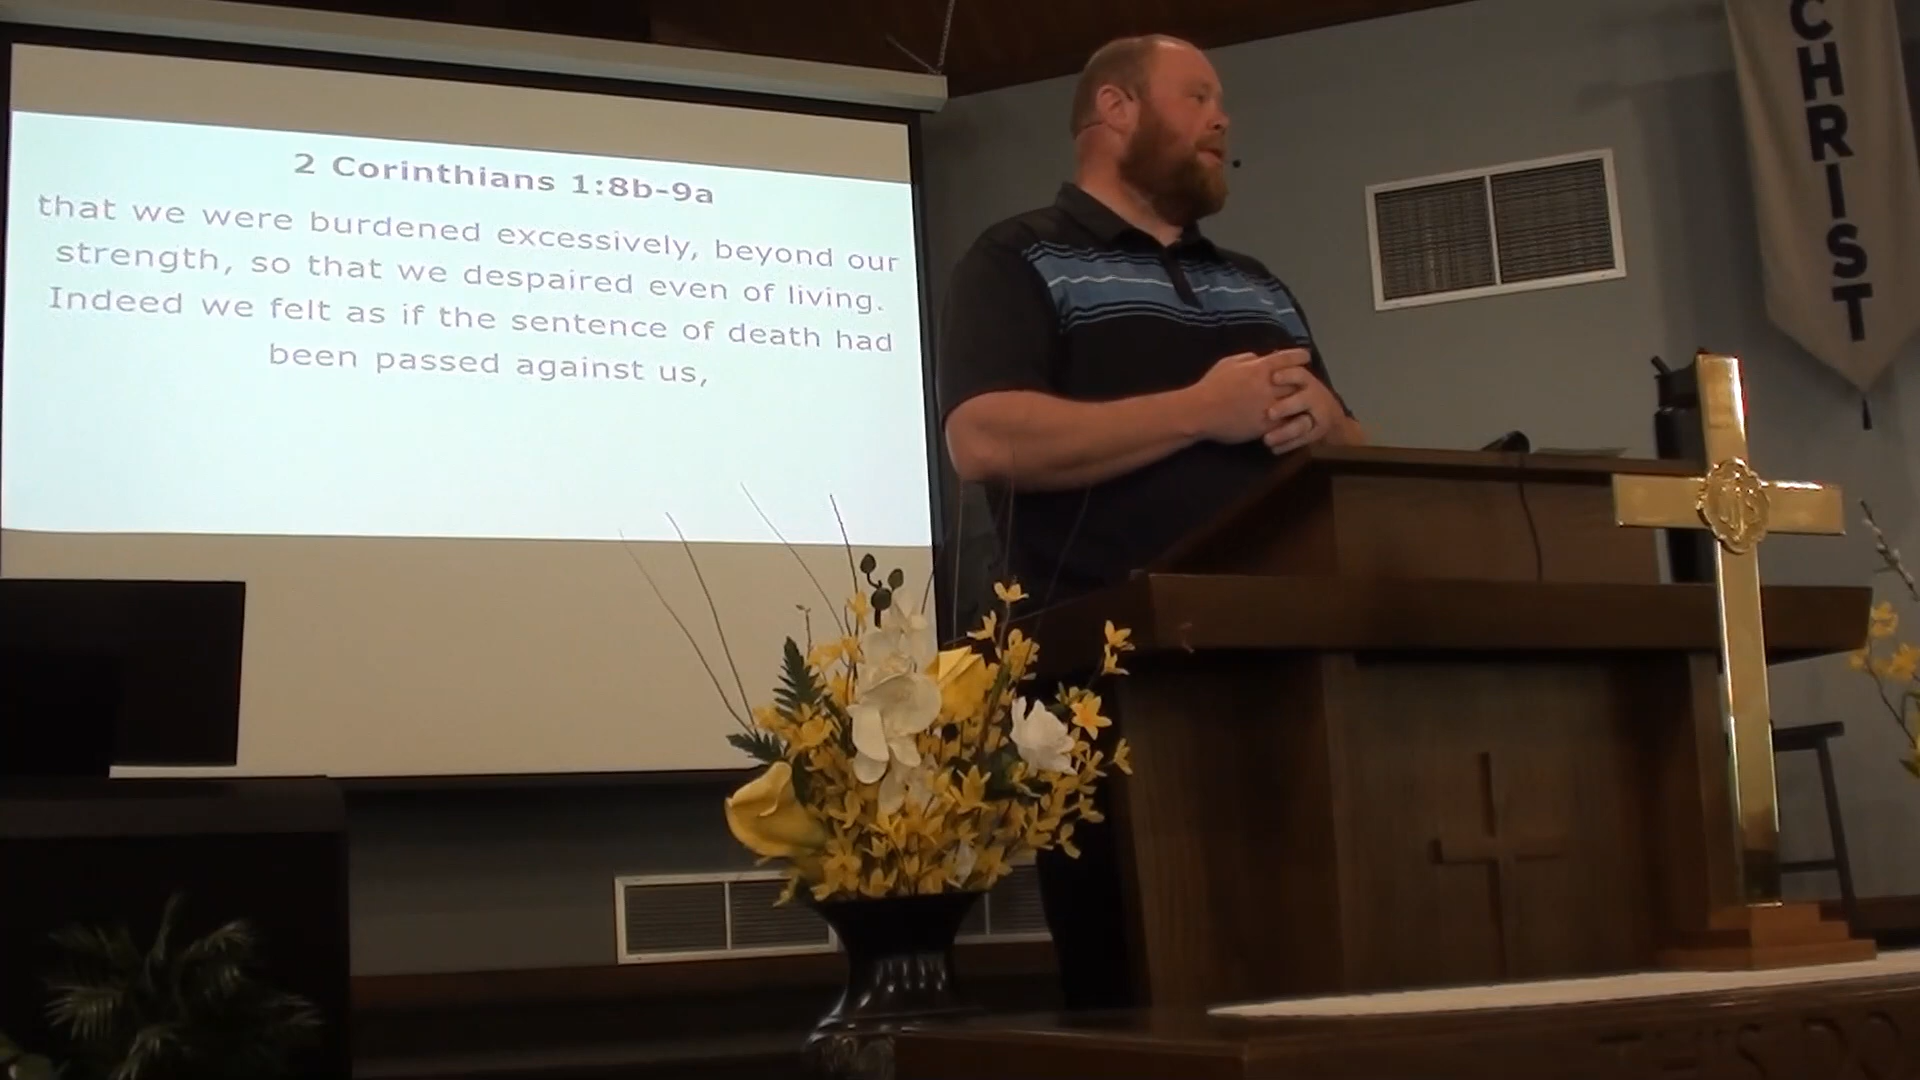 2 Corinthians 1:8b-9a
that we were burdened excessively, beyond our
strength, so that we despaired even of living.
Indeed we felt as if the sentence of death had
been passed against us,
CHRIST
IHS